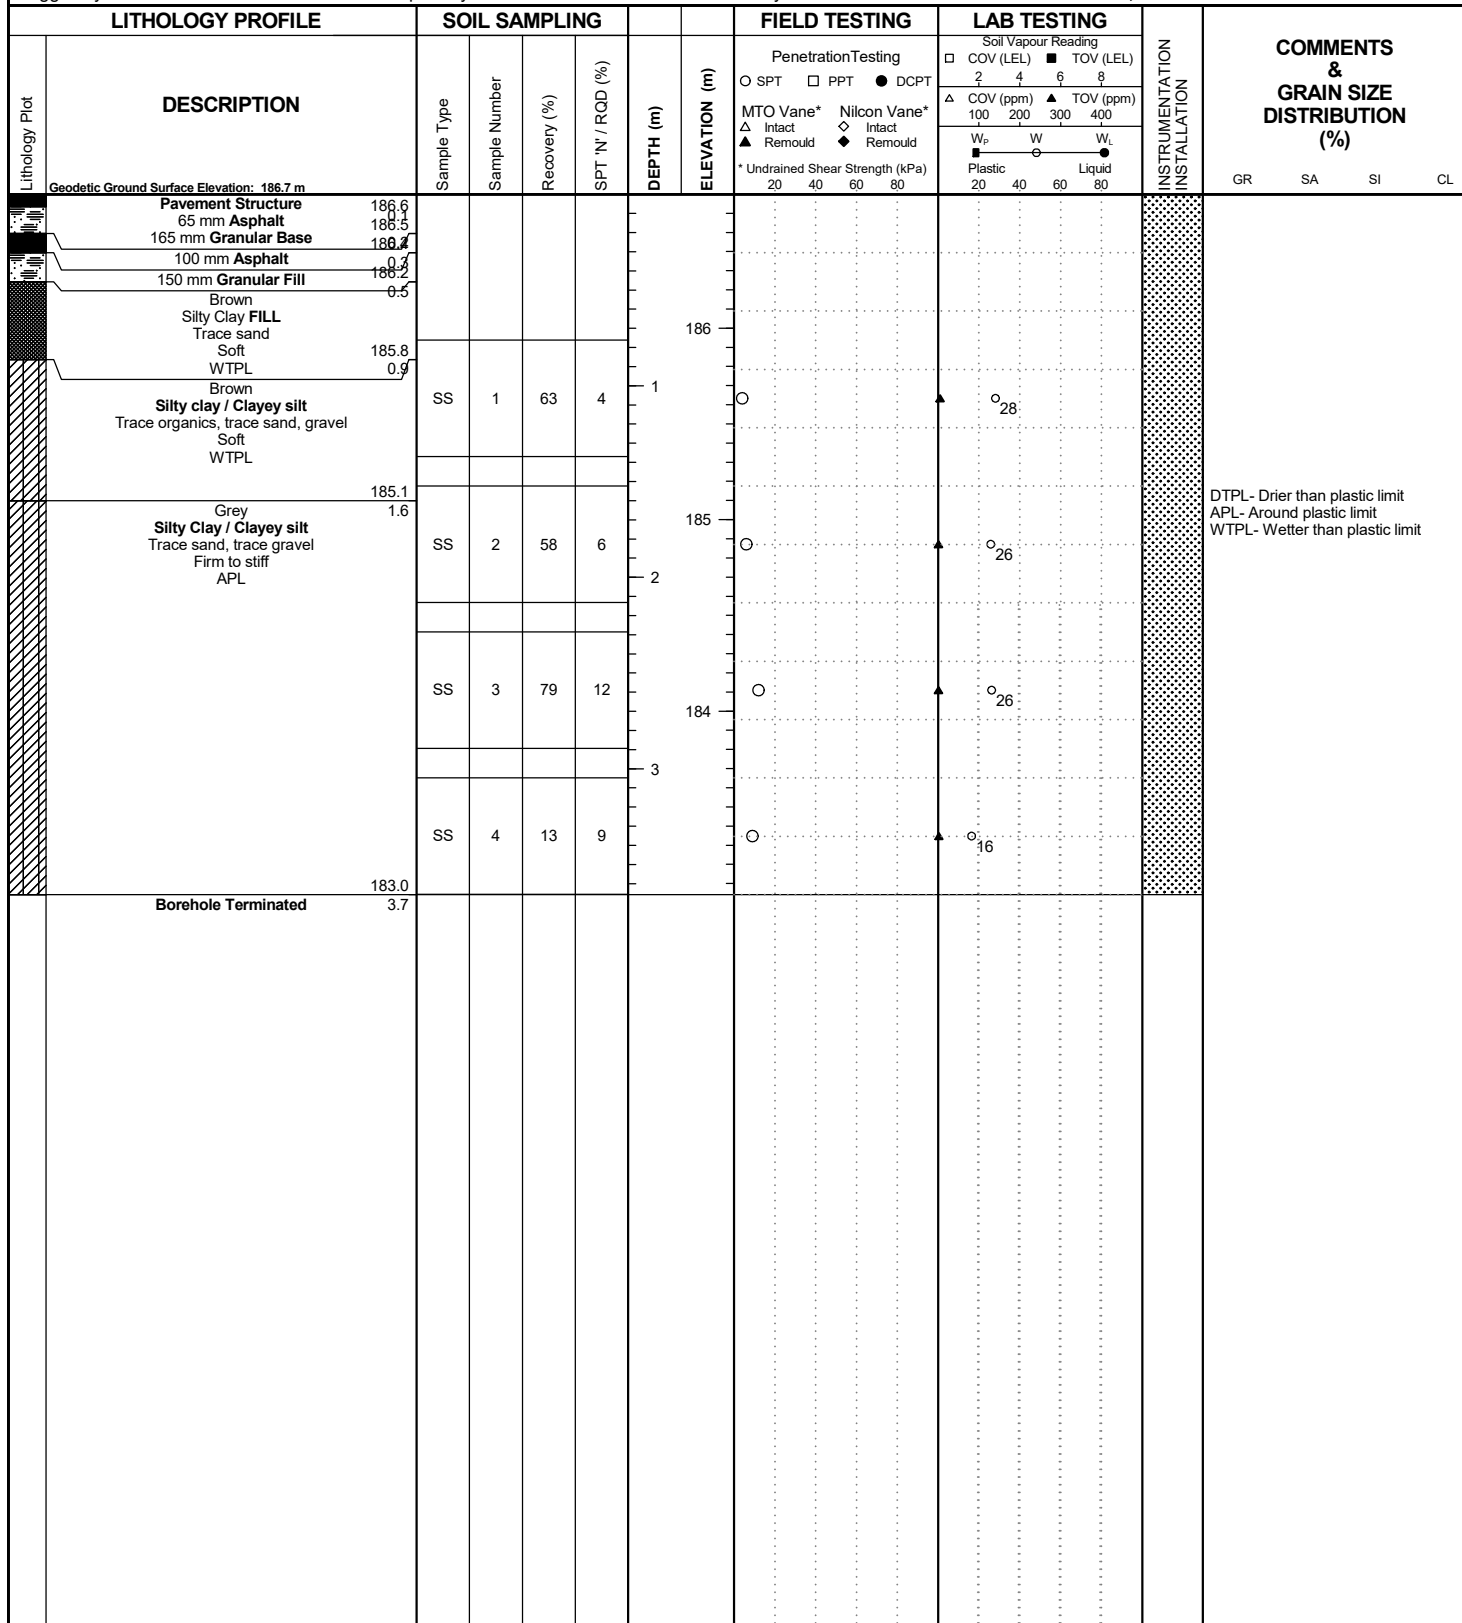 LITHOLOGY PROFILE
SOIL SAMPLING
FIELD TESTING
LAB TESTING
Lithology Plot
DESCRIPTION
Geodetic Ground Surface Elevation: 186.7 m
Sample Type
Sample Number
Recovery (%)
SPT 'N' / RQD (%)
DEPTH (m)
ELEVATION (m)
PenetrationTesting
SPT PPT DCPT
MTO Vane* Nilcon Vane*
Intact Intact
Remould Remould
* Undrained Shear Strength (kPa)
20 40 60 80
Soil Vapour Reading
COV (LEL) TOV (LEL)
2 4 6 8
COV (ppm) TOV (ppm)
100 200 300 400
WP W WL
Plastic Liquid
20 40 60 80
INSTRUMENTATION
INSTALLATION
COMMENTS
&
GRAIN SIZE
DISTRIBUTION
(%)
GR SA SI CL
Pavement Structure 186.6
65 mm Asphalt 0.1
186.5
165 mm Granular Base
100 mm Asphalt 0.3
186.2
150 mm Granular Fill 0.5
Brown
Silty Clay FILL
Trace sand
Soft 185.8
WTPL 0.9
Brown
Silty clay / Clayey silt
Trace organics, trace sand, gravel
Soft
WTPL
185.1
Grey 1.6
Silty Clay / Clayey silt
Trace sand, trace gravel
Firm to stiff
APL
183.0
Borehole Terminated 3.7
SS 1 63 4
SS 2 58 6
SS 3 79 12
SS 4 13 9
1
2
3
186
185
184
28
26
26
16
DTPL- Drier than plastic limit
APL- Around plastic limit
WTPL- Wetter than plastic limit